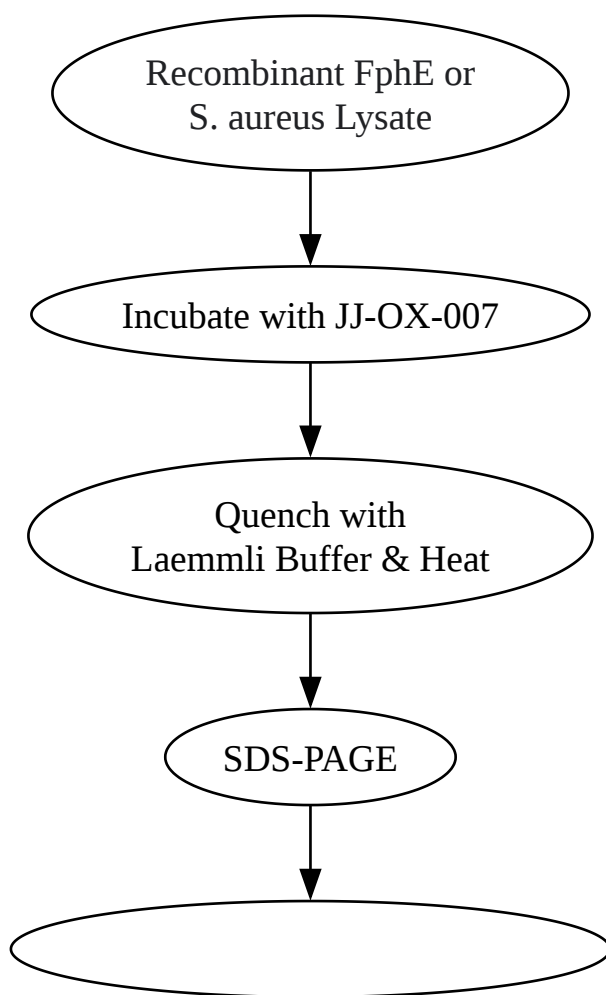 Recombinant FphE or
S. aureus Lysate
Incubate with JJ-OX-007
Quench with
Laemmli Buffer & Heat
SDS-PAGE